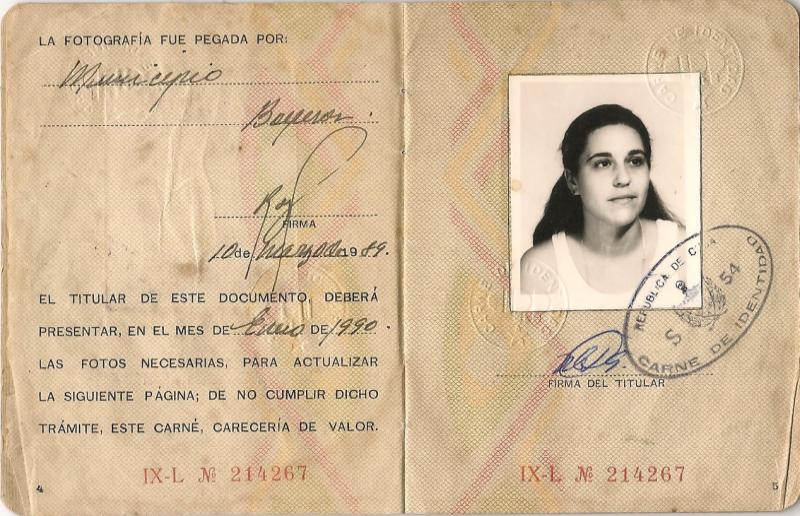 LA FOTOGRAFÍA FUE PEGADA POR:
Municipio
Boyeros.
FIRMA
10 de marzo de 1989.
EL TITULAR DE ESTE DOCUMENTO, DEBERÁ
PRESENTAR, EN EL MES DE Enero DE 1990.
LAS FOTOS NECESARIAS, PARA ACTUALIZAR
LA SIGUIENTE PÁGINA; DE NO CUMPLIR DICHO
TRÁMITE, ESTE CARNÉ, CARECERÍA DE VALOR.
IX-L № 214267
4
CARNE DE IDENTIDAD
REPUBLICA DE CUBA
S 54
CARNE DE IDENTIDAD
FIRMA DEL TITULAR
IX-L № 214267
5